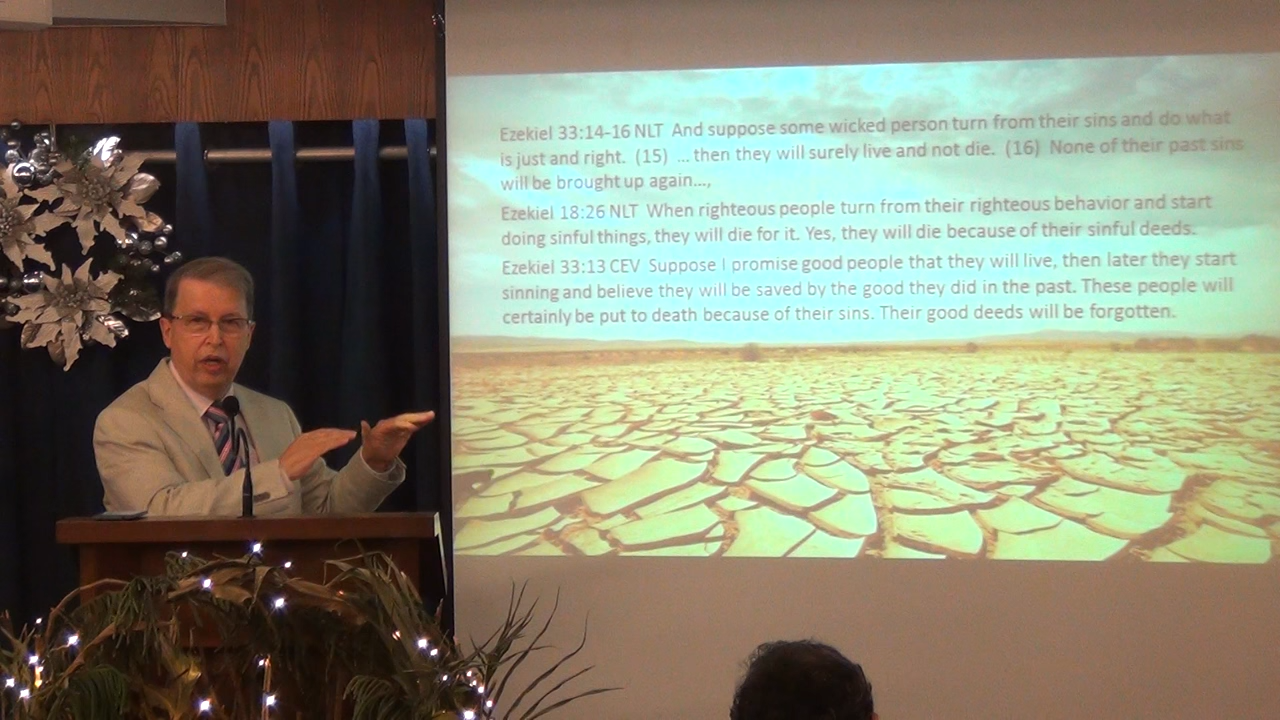 Ezekiel 33:14-16 NLT And suppose some wicked person turn from their sins and do what
is just and right. (15) ... then they will surely live and not die. (16) None of their past sins
will be brought up again...,
Ezekiel 18:26 NLT When righteous people turn from their righteous behavior and start
doing sinful things, they will die for it. Yes, they will die because of their sinful deeds.
Ezekiel 33:13 CEV Suppose I promise good people that they will live, then later they start
sinning and believe they will be saved by the good they did in the past. These people will
certainly be put to death because of their sins. Their good deeds will be forgotten.